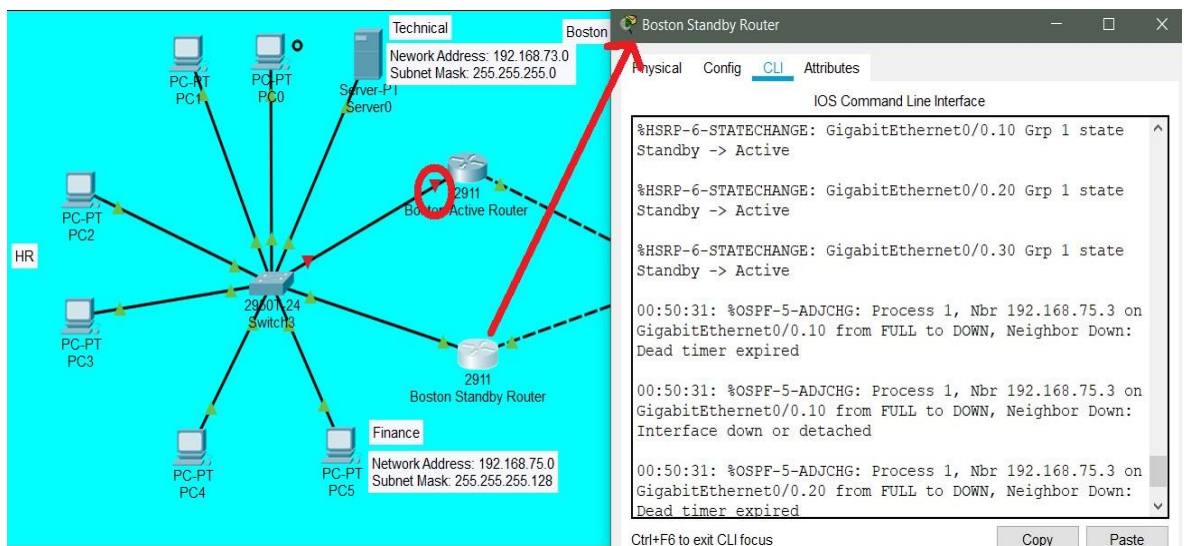 Technical
Nework Address: 192.168.73.0
Subnet Mask: 255.255.255.0
Boston
PC-PT
PC1
PC-PT
PC0
Server-PT
Server0
2911
Boston Active Router
PC-PT
PC2
HR
2950T-24
Switch3
PC-PT
PC3
2911
Boston Standby Router
Finance
Network Address: 192.168.75.0
Subnet Mask: 255.255.255.128
PC-PT
PC4
PC-PT
PC5
Boston Standby Router
Physical Config CLI Attributes
IOS Command Line Interface
%HSRP-6-STATECHANGE: GigabitEthernet0/0.10 Grp 1 state
Standby -> Active
%HSRP-6-STATECHANGE: GigabitEthernet0/0.20 Grp 1 state
Standby -> Active
%HSRP-6-STATECHANGE: GigabitEthernet0/0.30 Grp 1 state
Standby -> Active
00:50:31: %OSPF-5-ADJCHG: Process 1, Nbr 192.168.75.3 on
GigabitEthernet0/0.10 from FULL to DOWN, Neighbor Down:
Dead timer expired
00:50:31: %OSPF-5-ADJCHG: Process 1, Nbr 192.168.75.3 on
GigabitEthernet0/0.10 from FULL to DOWN, Neighbor Down:
Interface down or detached
00:50:31: %OSPF-5-ADJCHG: Process 1, Nbr 192.168.75.3 on
GigabitEthernet0/0.20 from FULL to DOWN, Neighbor Down:
Dead timer expired
Ctrl+F6 to exit CLI focus
Copy
Paste